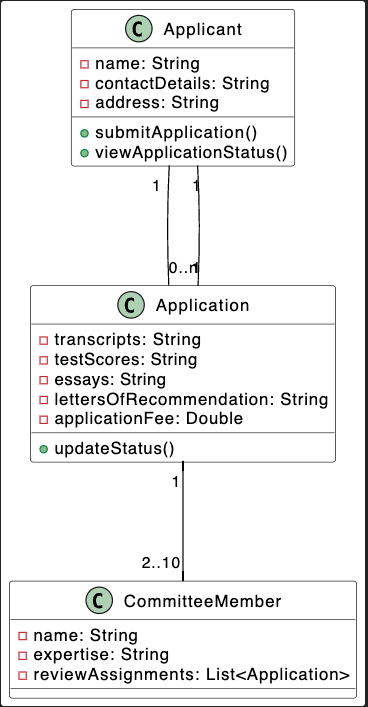 C Applicant
name: String
contactDetails: String
address: String
submitApplication()
viewApplicationStatus()
1 1
0..n 1
C Application
transcripts: String
testScores: String
essays: String
lettersOfRecommendation: String
applicationFee: Double
updateStatus()
1
2..10
C CommitteeMember
name: String
expertise: String
reviewAssignments: List<Application>